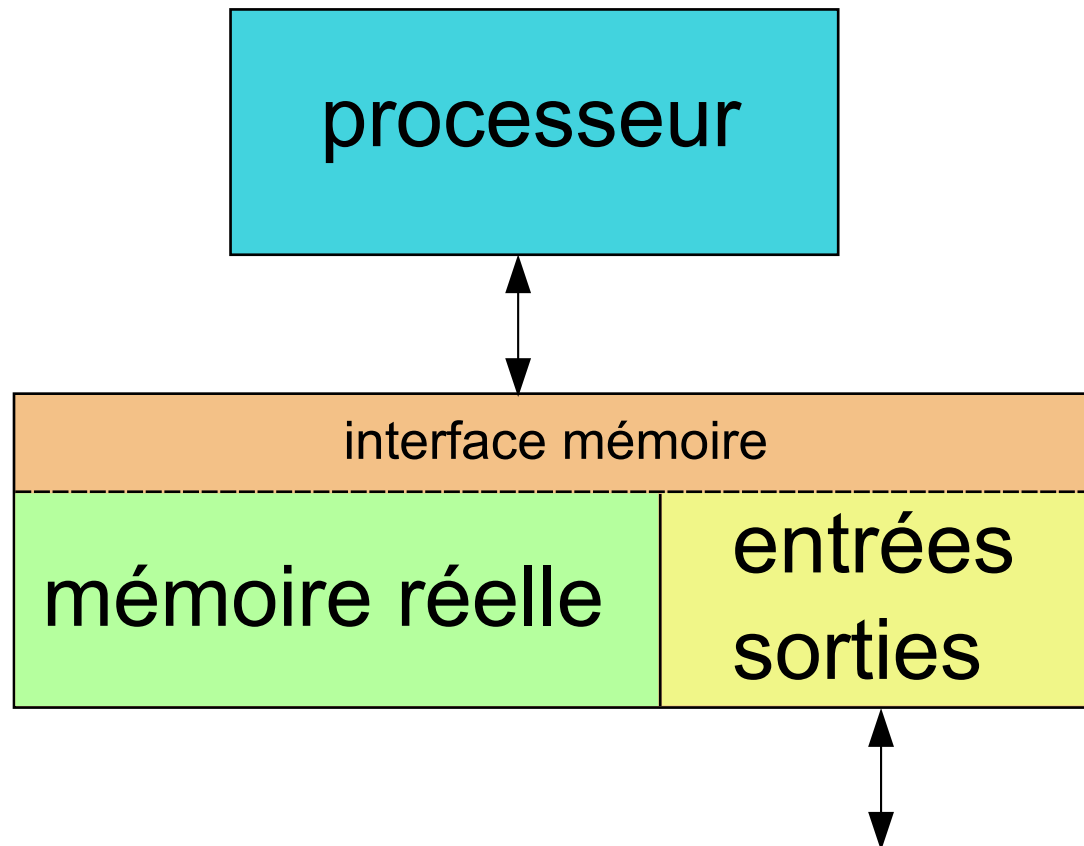 processeur
interface mémoire
mémoire réelle
entrées
sorties